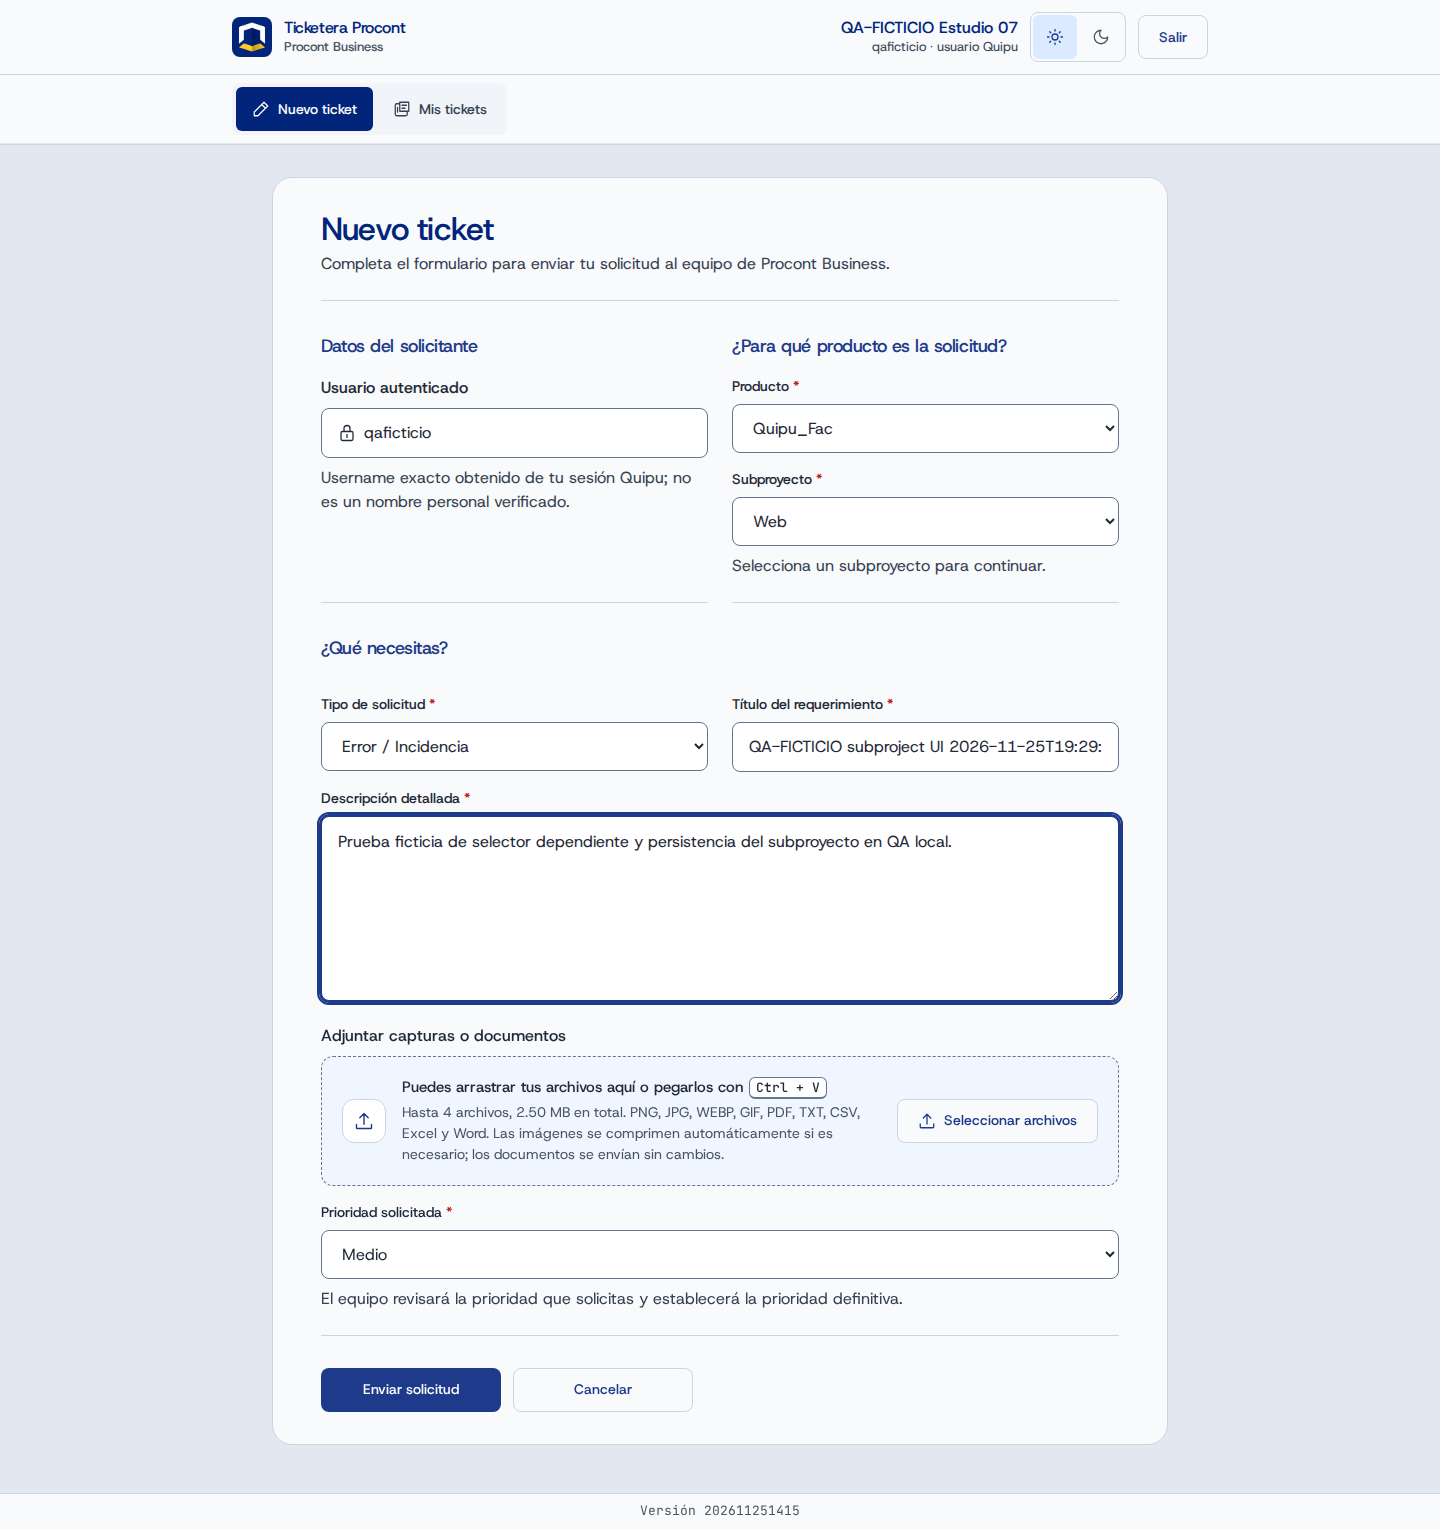 Ticketera Procont
Procont Business
QA-FICTICIO Estudio 07
qaficticio · usuario Quipu
Salir
Nuevo ticket
Mis tickets
Nuevo ticket
Completa el formulario para enviar tu solicitud al equipo de Procont Business.
Datos del solicitante
Usuario autenticado
qaficticio
Username exacto obtenido de tu sesión Quipu; no
es un nombre personal verificado.
¿Para qué producto es la solicitud?
Producto *
Quipu_Fac
Subproyecto *
Web
Selecciona un subproyecto para continuar.
¿Qué necesitas?
Tipo de solicitud *
Error / Incidencia
Título del requerimiento *
QA-FICTICIO subproject UI 2026-11-25T19:29:
Descripción detallada *
Prueba ficticia de selector dependiente y persistencia del subproyecto en QA local.
Adjuntar capturas o documentos
Puedes arrastrar tus archivos aquí o pegarlos con Ctrl + V
Hasta 4 archivos, 2.50 MB en total. PNG, JPG, WEBP, GIF, PDF, TXT, CSV,
Excel y Word. Las imágenes se comprimen automáticamente si es
necesario; los documentos se envían sin cambios.
Seleccionar archivos
Prioridad solicitada *
Medio
El equipo revisará la prioridad que solicitas y establecerá la prioridad definitiva.
Enviar solicitud
Cancelar
Versión 202611251415